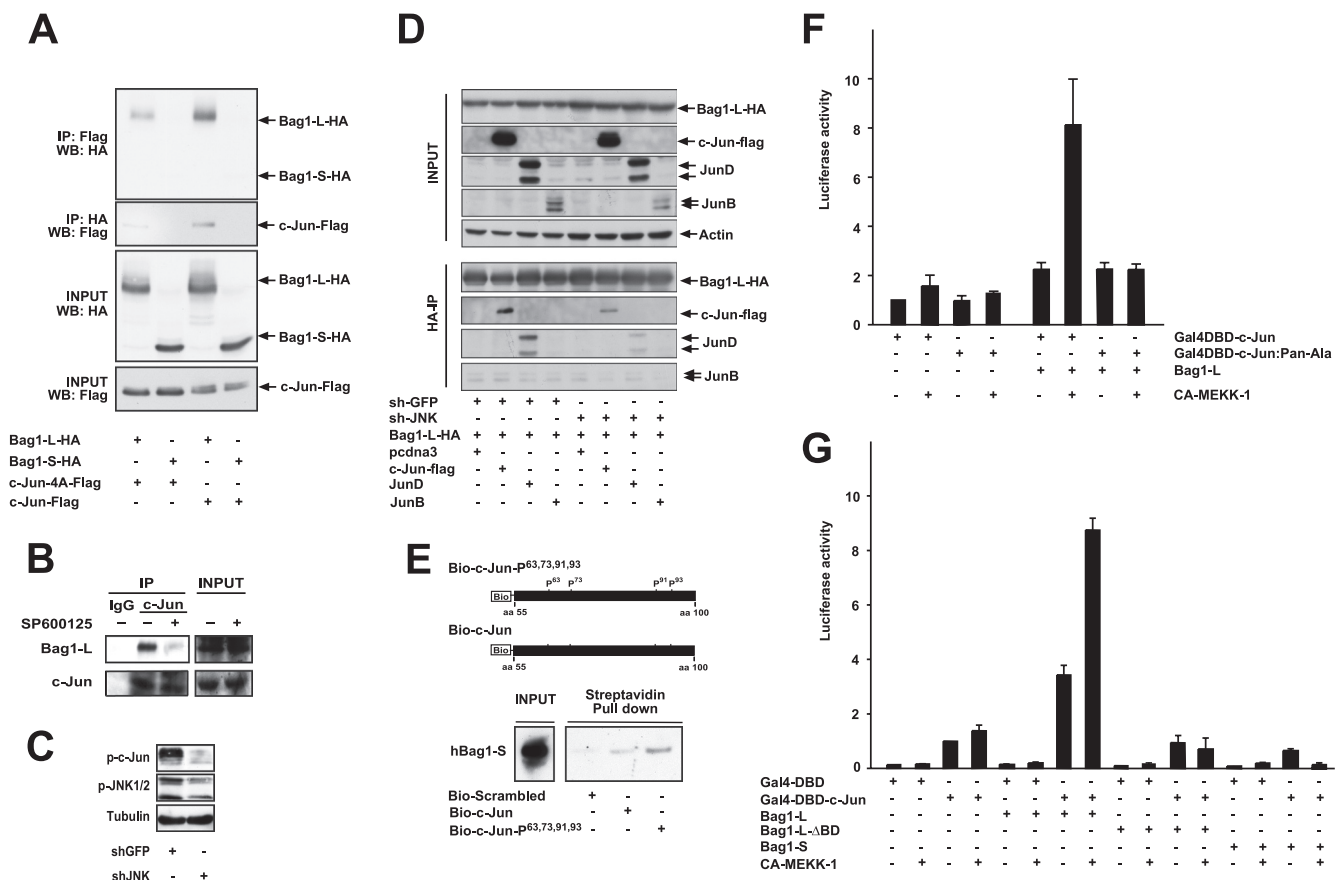 A
IP: Flag
WB: HA
Bag1-L-HA
Bag1-S-HA
IP: HA
WB: Flag
c-Jun-Flag
INPUT
WB: HA
Bag1-L-HA
Bag1-S-HA
INPUT
WB: Flag
c-Jun-Flag
Bag1-L-HA + - + -
Bag1-S-HA - + - +
c-Jun-4A-Flag + + - -
c-Jun-Flag - - + +
B
IP INPUT
IgG c-Jun
SP600125 – – + – +
Bag1-L
c-Jun
C
p-c-Jun
p-JNK1/2
Tubulin
shGFP + -
shJNK - +
D
INPUT
Bag1-L-HA
c-Jun-flag
JunD
JunB
Actin
HA-IP
Bag1-L-HA
c-Jun-flag
JunD
JunB
sh-GFP + + + + - - - -
sh-JNK - - - - + + + +
Bag1-L-HA + + + + + + + +
pcdna3 + - - - + - - -
c-Jun-flag - + - - - + - -
JunD - - + - - - + -
JunB - - - + - - - +
E
Bio-c-Jun-P63,73,91,93
P63 P73 P91 P93
Bio
aa 55 aa 100
Bio-c-Jun
Bio
aa 55 aa 100
INPUT
Streptavidin
Pull down
hBag1-S
Bio-Scrambled + - -
Bio-c-Jun - + -
Bio-c-Jun-P63,73,91,93 - - +
F
Luciferase activity
10
8
6
4
2
0
+ + - - + + - - Gal4DBD-c-Jun
- - + + - - + + Gal4DBD-c-Jun:Pan-Ala
- - - - + + + + Bag1-L
- + - + - + - + CA-MEKK-1
G
Luciferase activity
10
8
6
4
2
0
Gal4-DBD + + - - + + - - + + - - + + - -
Gal4-DBD-c-Jun - - + + - - + + - - + + - - + +
Bag1-L - - - - + + + + - - - - - - - -
Bag1-L-ΔBD - - - - - - - - + + + + - - - -
Bag1-S - - - - - - - - - - - - + + + +
CA-MEKK-1 - + - + - + - + - + - + - + - +